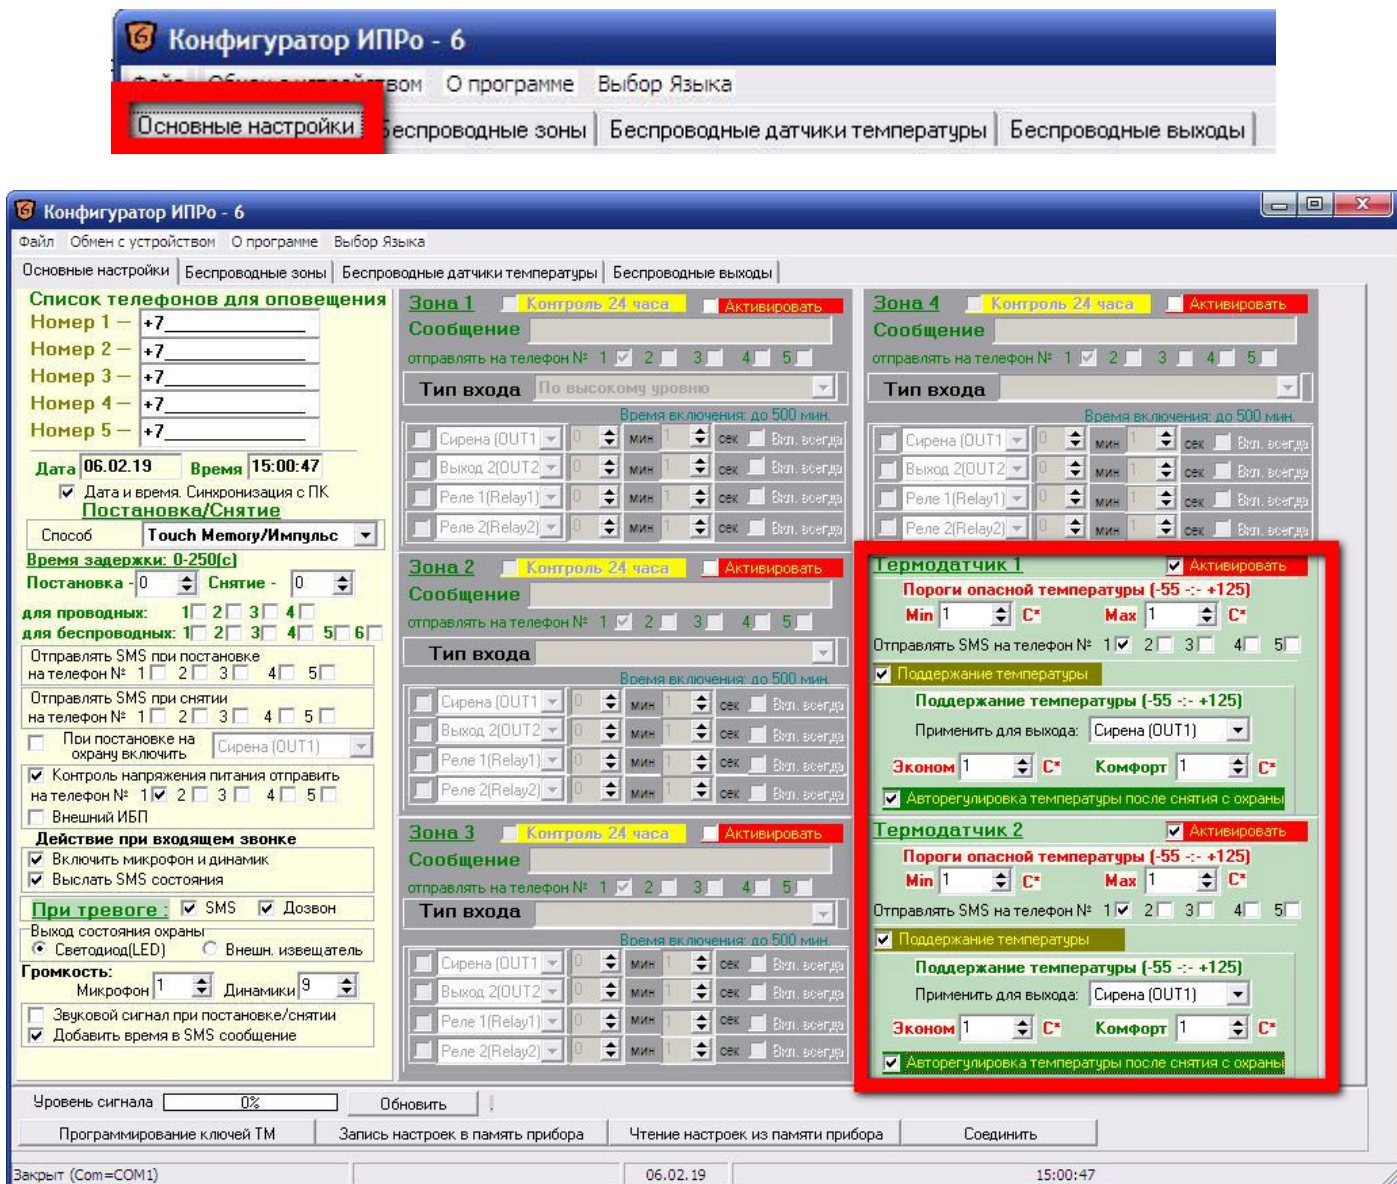 Конфигуратор ИПРо - 6
вом О программе Выбор Языка
Основные настройки Беспроводные зоны Беспроводные датчики температуры Беспроводные выходы
Конфигуратор ИПРо - 6
Файл Обмен с устройством О программе Выбор Языка
Основные настройки Беспроводные зоны Беспроводные датчики температуры Беспроводные выходы
Список телефонов для оповещения
Номер 1 – +7
Номер 2 – +7
Номер 3 – +7
Номер 4 – +7
Номер 5 – +7
Дата 06.02.19 Время 15:00:47
Дата и время. Синхронизация с ПК
Постановка/Снятие
Способ Touch Memory/Импульс
Время задержки: 0-250(с)
Постановка - 0 Снятие - 0
для проводных: 1 2 3 4
для беспроводных: 1 2 3 4 5 6
Отправлять SMS при постановке
на телефон № 1 2 3 4 5
Отправлять SMS при снятии
на телефон № 1 2 3 4 5
При постановке на
охрану включить Сирена (OUT1)
Контроль напряжения питания отправить
на телефон № 1 2 3 4 5
Внешний ИБП
Действие при входящем звонке
Включить микрофон и динамик
Выслать SMS состояния
При тревоге : SMS Дозвон
Выход состояния охраны
Светодиод(LED) Внешн. извещатель
Громкость:
Микрофон 1 Динамики 9
Звуковой сигнал при постановке/снятии
Добавить время в SMS сообщение
Зона 1 Контроль 24 часа Активировать
Сообщение
отправлять на телефон № 1 2 3 4 5
Тип входа По высокому уровню
Время включения: до 500 мин.
Сирена (OUT1 0 мин 1 сек Вкл. всегда
Выход 2(OUT2 0 мин 1 сек Вкл. всегда
Реле 1(Relay1) 0 мин 1 сек Вкл. всегда
Реле 2(Relay2) 0 мин 1 сек Вкл. всегда
Зона 2 Контроль 24 часа Активировать
Сообщение
отправлять на телефон № 1 2 3 4 5
Тип входа
Время включения: до 500 мин.
Сирена (OUT1 0 мин 1 сек Вкл. всегда
Выход 2(OUT2 0 мин 1 сек Вкл. всегда
Реле 1(Relay1) 0 мин 1 сек Вкл. всегда
Реле 2(Relay2) 0 мин 1 сек Вкл. всегда
Зона 3 Контроль 24 часа Активировать
Сообщение
отправлять на телефон № 1 2 3 4 5
Тип входа
Время включения: до 500 мин.
Сирена (OUT1 0 мин 1 сек Вкл. всегда
Выход 2(OUT2 0 мин 1 сек Вкл. всегда
Реле 1(Relay1) 0 мин 1 сек Вкл. всегда
Реле 2(Relay2) 0 мин 1 сек Вкл. всегда
Зона 4 Контроль 24 часа Активировать
Сообщение
отправлять на телефон № 1 2 3 4 5
Тип входа
Время включения: до 500 мин.
Сирена (OUT1 0 мин 1 сек Вкл. всегда
Выход 2(OUT2 0 мин 1 сек Вкл. всегда
Реле 1(Relay1) 0 мин 1 сек Вкл. всегда
Реле 2(Relay2) 0 мин 1 сек Вкл. всегда
Термодатчик 1 Активировать
Пороги опасной температуры (-55 -:- +125)
Min 1 C* Max 1 C*
Отправлять SMS на телефон № 1 2 3 4 5
Поддержание температуры
Поддержание температуры (-55 -:- +125)
Применить для выхода: Сирена (OUT1)
Эконом 1 C* Комфорт 1 C*
Авторегулировка температуры после снятия с охраны
Термодатчик 2 Активировать
Пороги опасной температуры (-55 -:- +125)
Min 1 C* Max 1 C*
Отправлять SMS на телефон № 1 2 3 4 5
Поддержание температуры
Поддержание температуры (-55 -:- +125)
Применить для выхода: Сирена (OUT1)
Эконом 1 C* Комфорт 1 C*
Авторегулировка температуры после снятия с охраны
Уровень сигнала 0% Обновить
Программирование ключей ТМ Запись настроек в память прибора Чтение настроек из памяти прибора Соединить
Закрыт (Com=COM1) 06.02.19 15:00:47